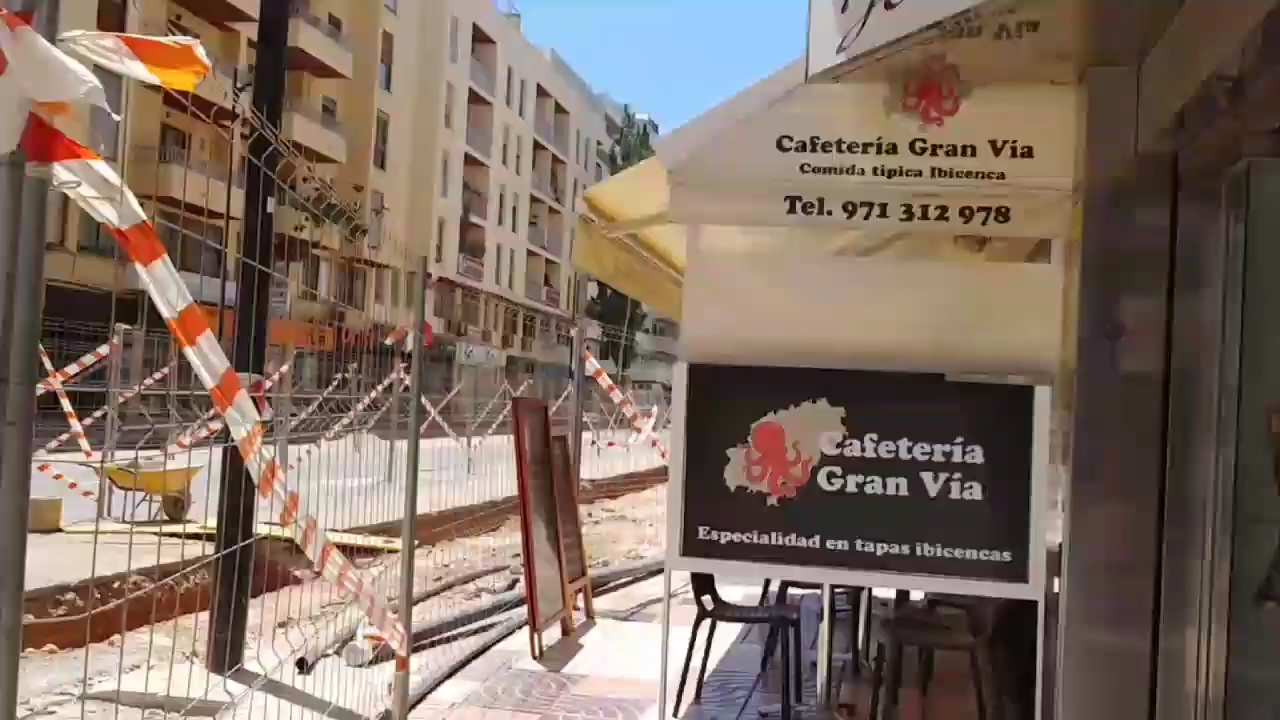 Cafetería Gran Vía
Comida típica Ibicenca
Tel. 971 312 978
Cafetería
Gran Vía
Especialidad en tapas ibicencas